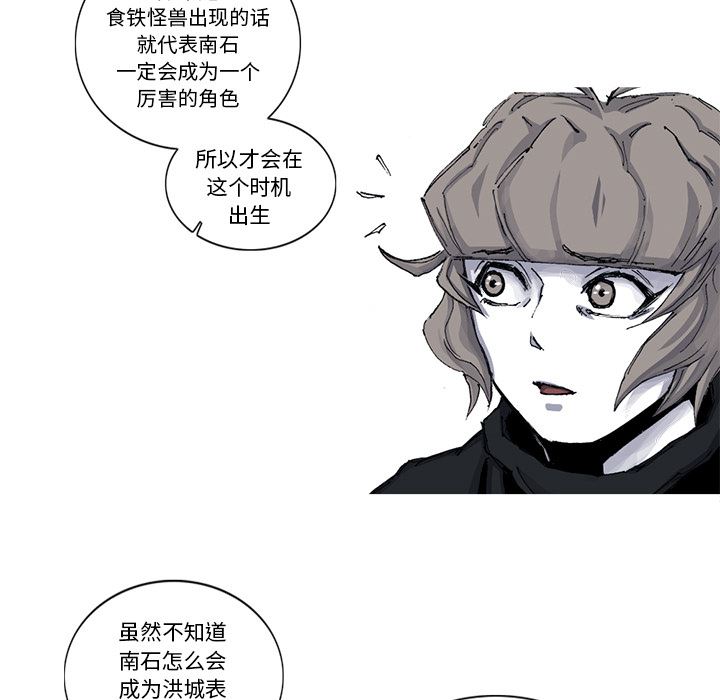 食铁怪兽出现的话
就代表南石
一定会成为一个
厉害的角色
所以才会在
这个时机
出生
虽然不知道
南石怎么会
成为洪城表